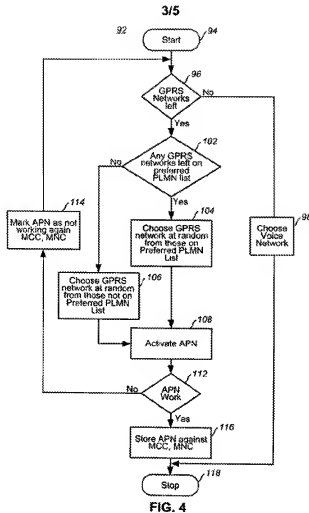 3/5
92
94
Start
96
GPRS
Networks
left
No
Yes
102
Any GPRS
networks left on
preferred
PLMN
list
No
Yes
114
Mark APN as not
working again
MCC, MNC
104
Choose GPRS
network at random
from those on
Preferred PLMN
List
98
Choose
Voice
Network
106
Choose GPRS
network at random
from those not on
Preferred PLMN
List
108
Activate APN
112
APN
Work
No
Yes
116
Store APN against
MCC, MNC
118
Stop
FIG. 4